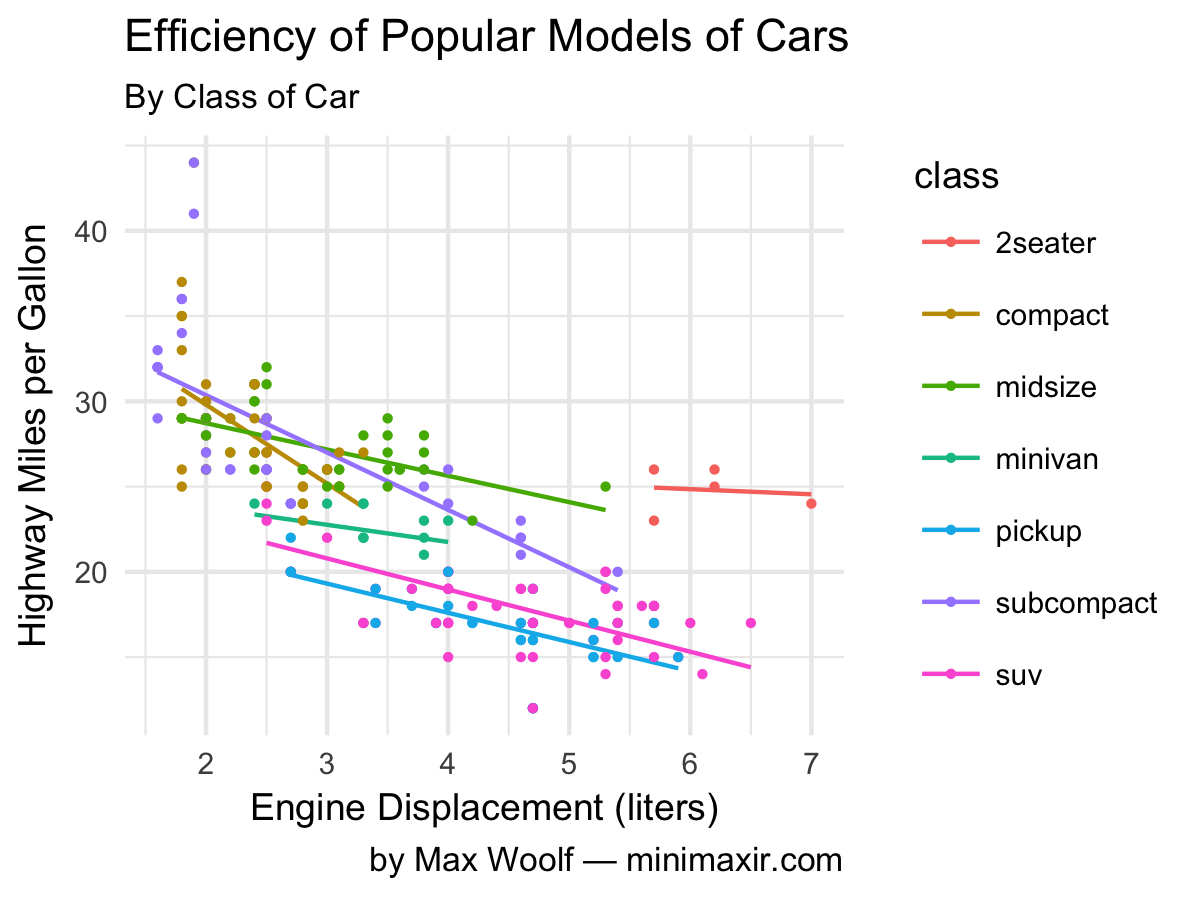 Efficiency of Popular Models of Cars
By Class of Car
Highway Miles per Gallon
40
30
20
2 3 4 5 6 7
Engine Displacement (liters)
by Max Woolf — minimaxir.com
class
2seater
compact
midsize
minivan
pickup
subcompact
suv